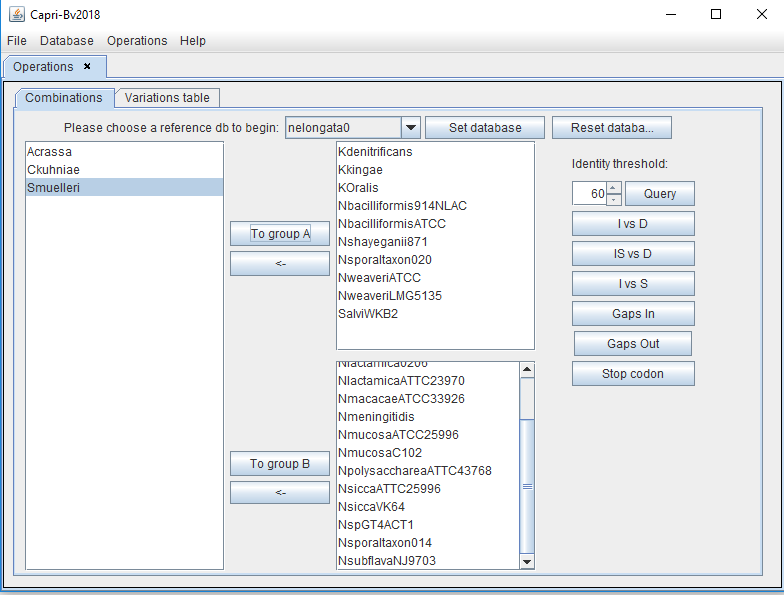 Capri-Bv2018
File Database Operations Help
Operations
Combinations Variations table
Please choose a reference db to begin: nelongata0 Set database Reset databa...
Acrassa
Ckuhniae
Smuelleri
To group A
<-
To group B
<-
Kdenitrificans
Kkingae
KOralis
Nbacilliformis914NLAC
NbacilliformisATCC
Nshayeganii871
Nsporaltaxon020
NweaveriATCC
NweaveriLMG5135
SalviWKB2
Nlactamica0206
NlactamicaATTC23970
NmacacaeATCC33926
Nmeningitidis
NmucosaATCC25996
NmucosaC102
NpolysacchareaATTC43768
NsiccaATTC25996
NsiccaVK64
NspGT4ACT1
Nsporaltaxon014
NsubflavaNJ9703
Identity threshold:
60 Query
I vs D
IS vs D
I vs S
Gaps In
Gaps Out
Stop codon